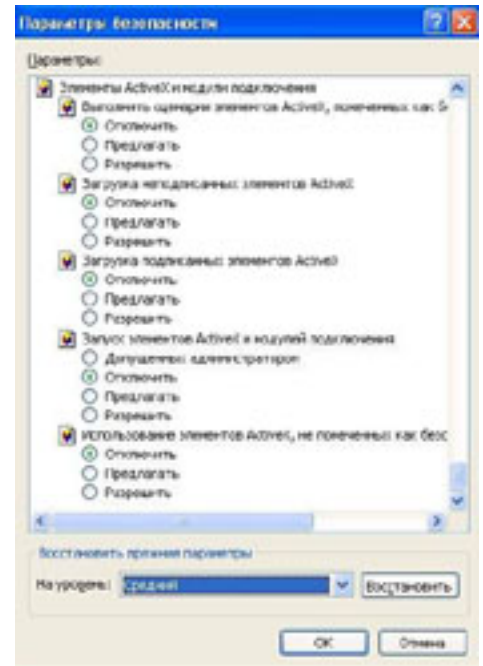 Параметры безопасности
Параметры:
Элементы ActiveX и модули подключения
Выполнять сценарии элементов ActiveX, помеченных как б
Отключить
Предлагать
Разрешить
Загрузка неподписанных элементов ActiveX
Отключить
Предлагать
Разрешить
Загрузка подписанных элементов ActiveX
Отключить
Предлагать
Разрешить
Запуск элементов ActiveX и модулей подключения
Допущенных администратором
Отключить
Предлагать
Разрешить
Использование элементов ActiveX, не помеченных как безо
Отключить
Предлагать
Разрешить
Восстановить прежние параметры
На уровень: Средний Восстановить
OK Отмена